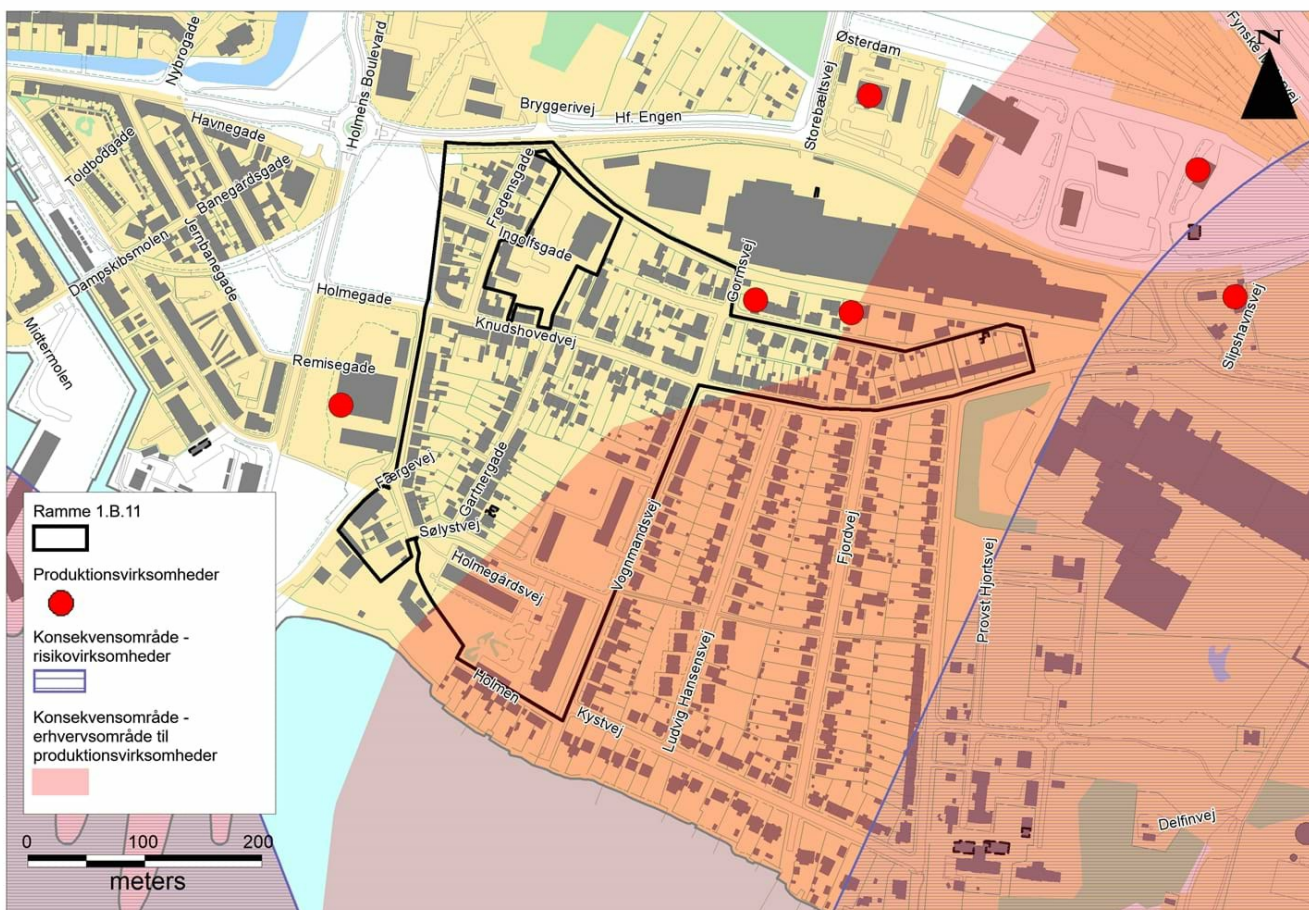 Nybrogade
Holmens Boulevard
Østerdam
N
Bryggerivej
Hf. Engen
Storebæltsvej
Havnegade
Toldbodgade
Banegårdsgade
Fredensgade
Ingolfsgade
Jernbanegade
Dampskibsmolen
Gormsvej
Holmegade
Knudshovedvej
Slipshavnsvej
Midtermolen
Remisegade
Færgevej
Gartnergade
Sølystvej
Holmegårdsvej
Vognmandsvej
Fjordvej
Provst Hjortsvej
Ludvig Hansensvej
Holmen
Kystvej
Delfinvej
Ramme 1.B.11
Produktionsvirksomheder
Konsekvensområde -
risikovirksomheder
Konsekvensområde -
erhvervsområde til
produktionsvirksomheder
0 100 200
meters